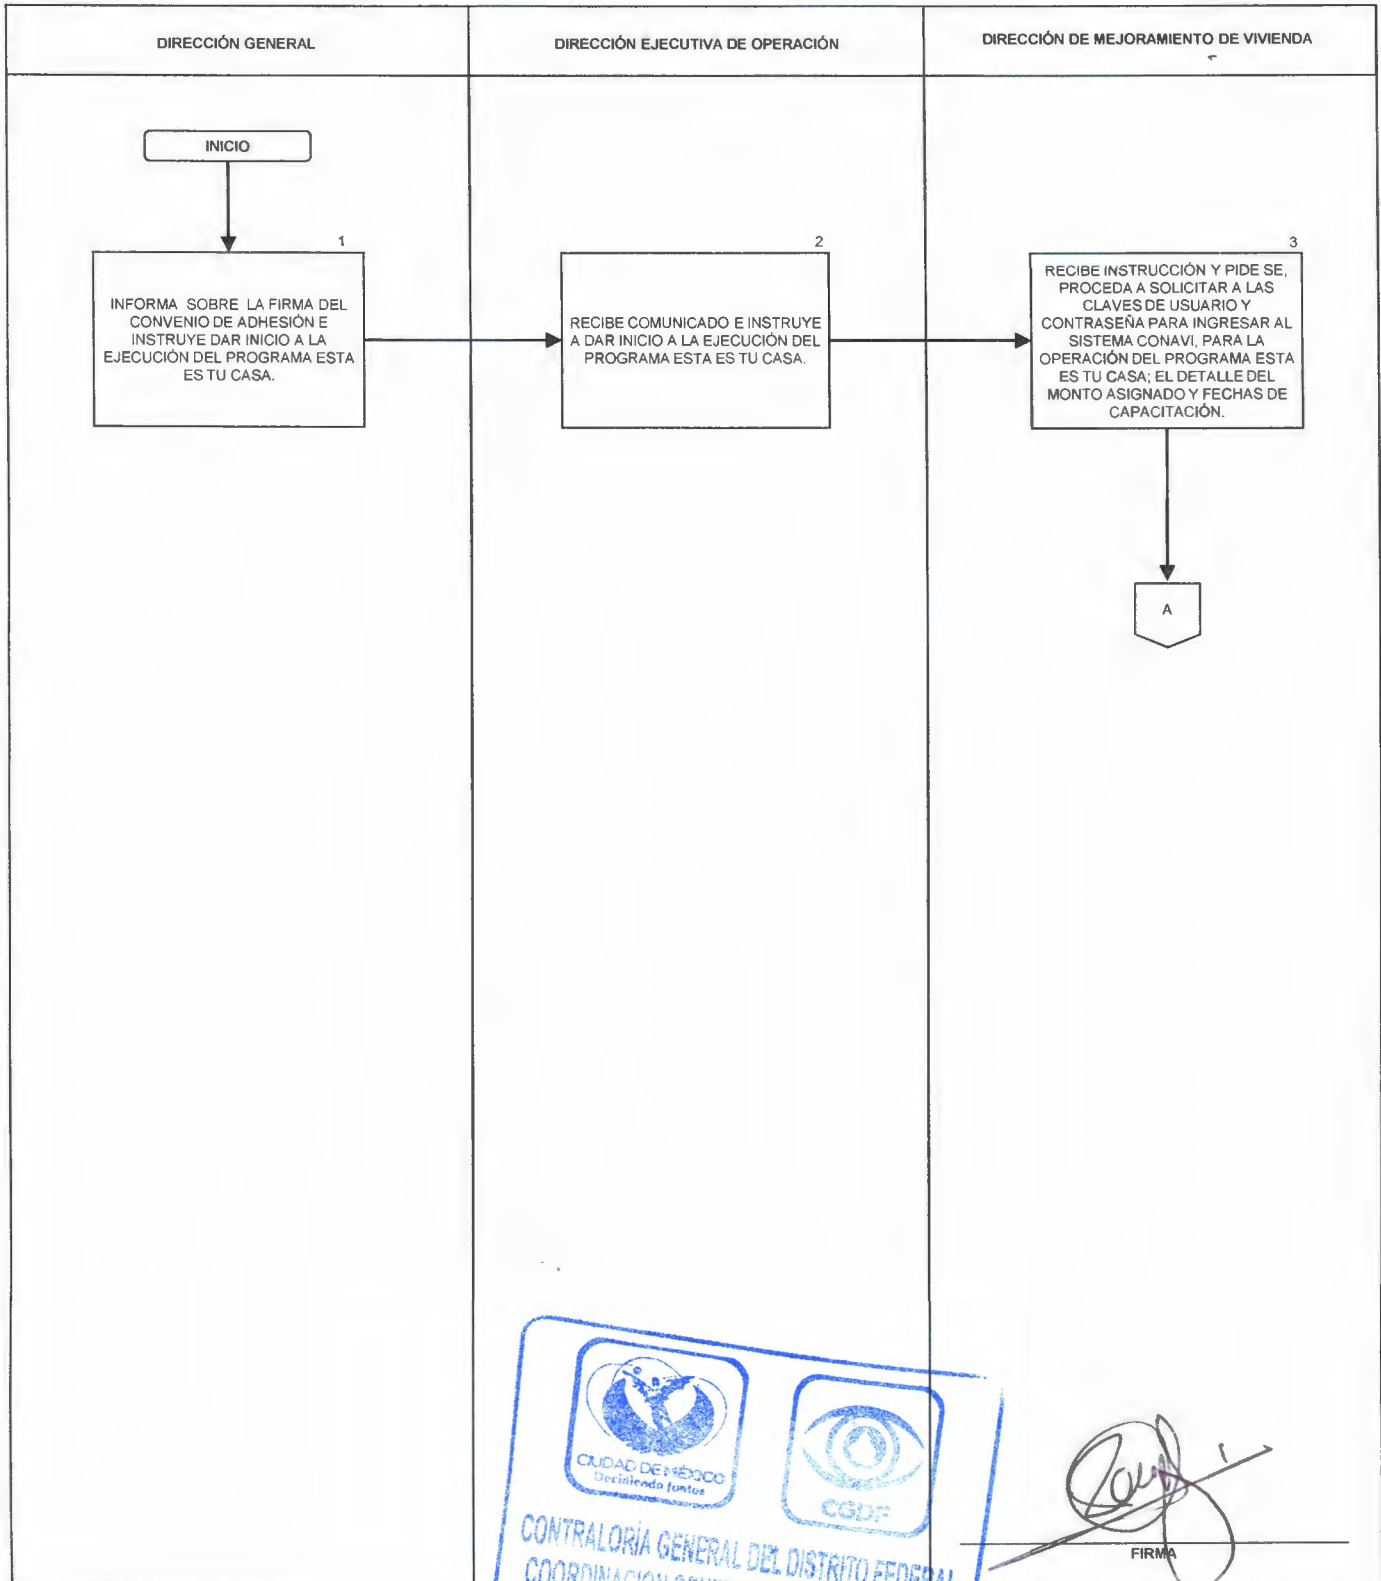 DIRECCIÓN GENERAL
DIRECCIÓN EJECUTIVA DE OPERACIÓN
DIRECCIÓN DE MEJORAMIENTO DE VIVIENDA
INICIO
1
INFORMA SOBRE LA FIRMA DEL
CONVENIO DE ADHESIÓN E
INSTRUYE DAR INICIO A LA
EJECUCIÓN DEL PROGRAMA ESTA
ES TU CASA.
2
RECIBE COMUNICADO E INSTRUYE
A DAR INICIO A LA EJECUCIÓN DEL
PROGRAMA ESTA ES TU CASA.
3
RECIBE INSTRUCCIÓN Y PIDE SE,
PROCEDA A SOLICITAR A LAS
CLAVES DE USUARIO Y
CONTRASEÑA PARA INGRESAR AL
SISTEMA CONAVI, PARA LA
OPERACIÓN DEL PROGRAMA ESTA
ES TU CASA; EL DETALLE DEL
MONTO ASIGNADO Y FECHAS DE
CAPACITACIÓN.
A
CIUDAD DE MÉXICO
Decidiendo Juntos
CGDF
CONTRALORÍA GENERAL DEL DISTRITO FEDERAL
COORDINACIÓN
FIRMA